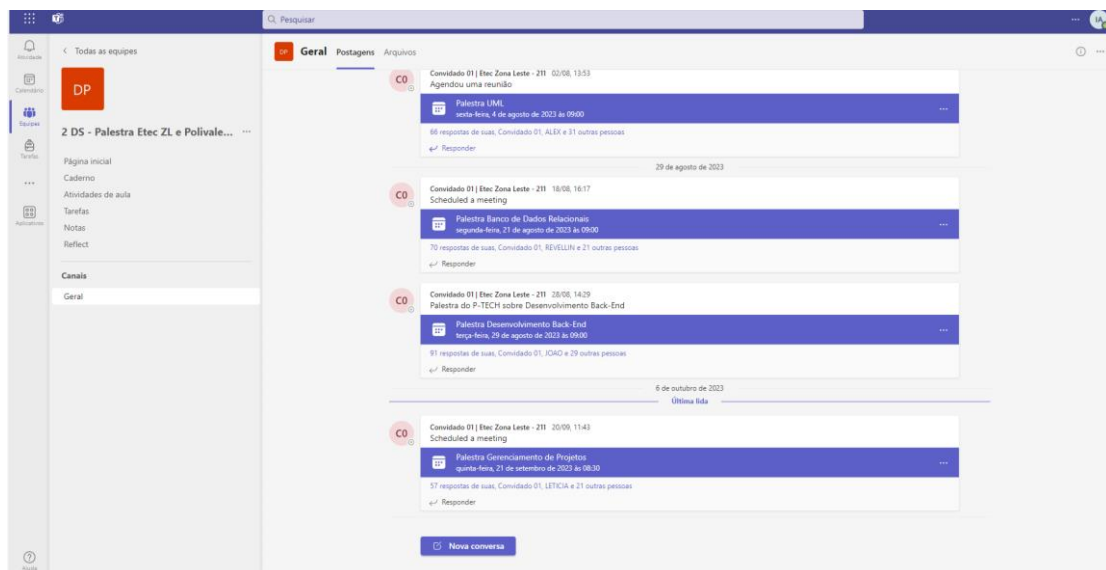 Pesquisar
IA
Atividade
Calendário
Equipes
Tarefas
Aplicativos
Ajuda
Todas as equipes
DP
2 DS - Palestra Etec ZL e Polivale...
Página inicial
Caderno
Atividades de aula
Tarefas
Notas
Reflect
Canais
Geral
DP Geral Postagens Arquivos
C0 Convidado 01 | Etec Zona Leste - 211 02/08, 13:53
Agendou uma reunião
Palestra UML
sexta-feira, 4 de agosto de 2023 às 09:00
66 respostas de suas, Convidado 01, ALEX e 31 outras pessoas
Responder
29 de agosto de 2023
C0 Convidado 01 | Etec Zona Leste - 211 18/08, 16:17
Scheduled a meeting
Palestra Banco de Dados Relacionais
segunda-feira, 21 de agosto de 2023 às 09:00
70 respostas de suas, Convidado 01, REVELLIN e 21 outras pessoas
Responder
C0 Convidado 01 | Etec Zona Leste - 211 28/08, 14:29
Palestra do P-TECH sobre Desenvolvimento Back-End
Palestra Desenvolvimento Back-End
terça-feira, 29 de agosto de 2023 às 09:00
91 respostas de suas, Convidado 01, JOAO e 29 outras pessoas
Responder
6 de outubro de 2023
Última lida
C0 Convidado 01 | Etec Zona Leste - 211 20/09, 11:43
Scheduled a meeting
Palestra Gerenciamento de Projetos
quinta-feira, 21 de setembro de 2023 às 08:30
57 respostas de suas, Convidado 01, LETICIA e 21 outras pessoas
Responder
Nova conversa